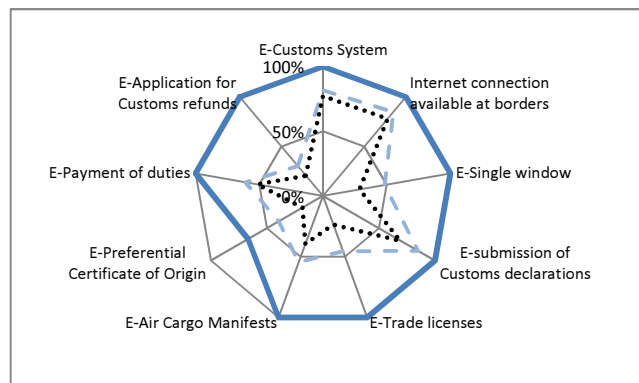 E-Customs System
100%
E-Application for
Customs refunds
Internet connection
available at borders
50%
E-Payment of duties
E-Single window
0%
E-Preferential
Certificate of Origin
E-submission of
Customs declarations
E-Air Cargo Manifests
E-Trade licenses